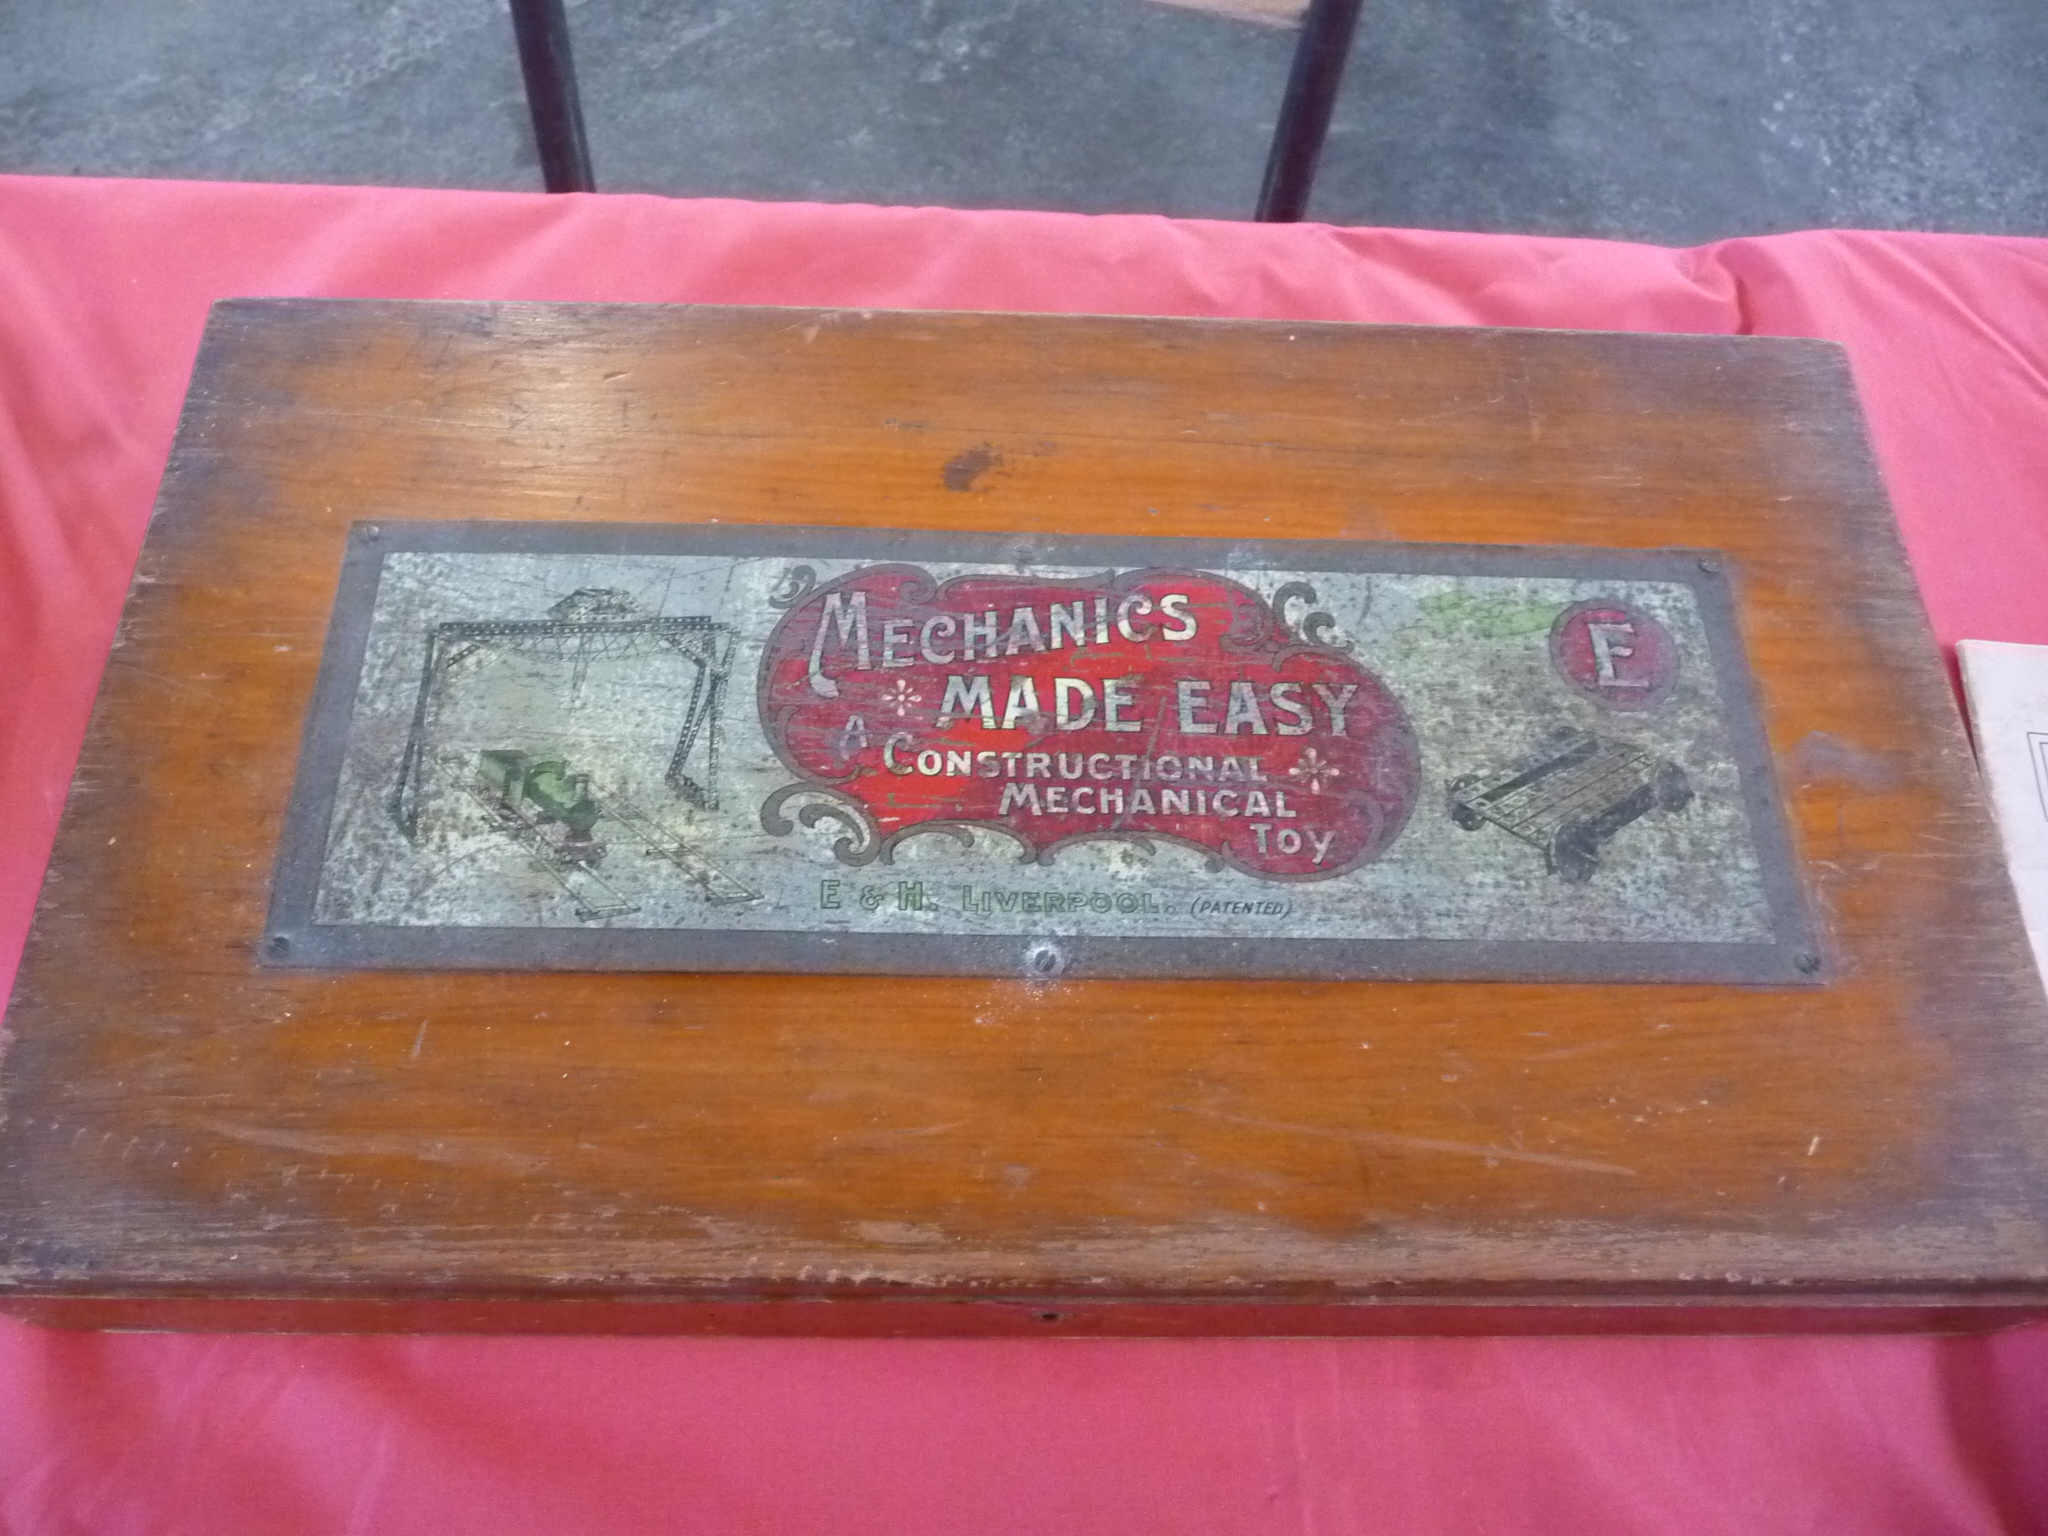 MECHANICS
MADE EASY
A CONSTRUCTIONAL
MECHANICAL
TOY
E
E & H. LIVERPOOL. (PATENTED)